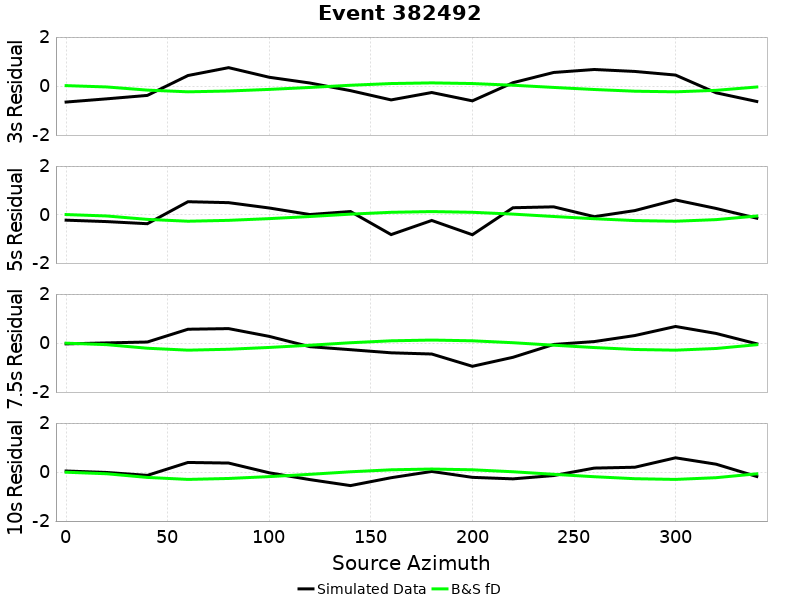 Event 382492
3s Residual
2
0
-2
5s Residual
2
0
-2
7.5s Residual
2
0
-2
10s Residual
2
0
-2
0 50 100 150 200 250 300
Source Azimuth
Simulated Data B&S fD